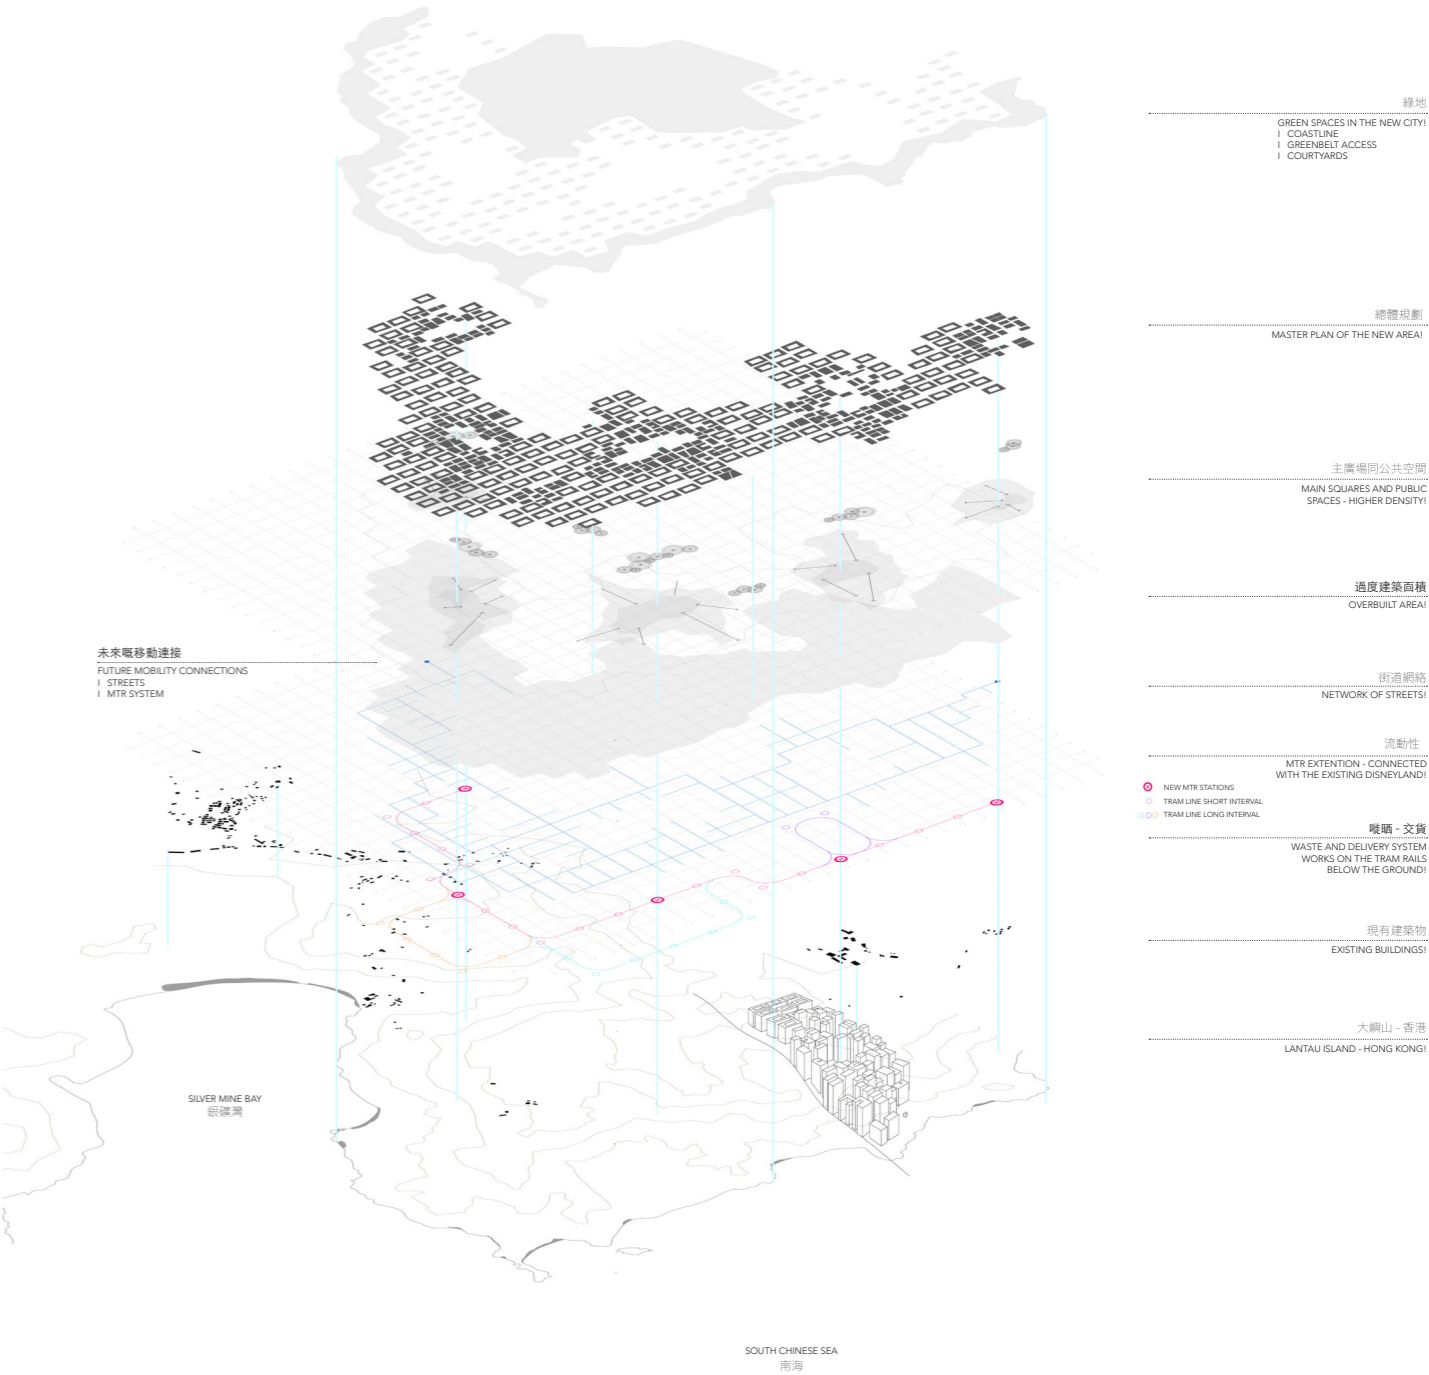 綠地
GREEN SPACES IN THE NEW CITY!
I COASTLINE
I GREENBELT ACCESS
I COURTYARDS
總體規劃
MASTER PLAN OF THE NEW AREA!
主廣場同公共空間
MAIN SQUARES AND PUBLIC
SPACES - HIGHER DENSITY!
過度建築面積
OVERBUILT AREA!
未來嘅移動連接
FUTURE MOBILITY CONNECTIONS
I STREETS
I MTR SYSTEM
街道網絡
NETWORK OF STREETS!
流動性
MTR EXTENTION - CONNECTED
WITH THE EXISTING DISNEYLAND!
NEW MTR STATIONS
TRAM LINE SHORT INTERVAL
TRAM LINE LONG INTERVAL
嘥晒 - 交貨
WASTE AND DELIVERY SYSTEM
WORKS ON THE TRAM RAILS
BELOW THE GROUND!
現有建築物
EXISTING BUILDINGS!
大嶼山 - 香港
LANTAU ISLAND - HONG KONG!
SILVER MINE BAY
銀礦灣
SOUTH CHINESE SEA
南海